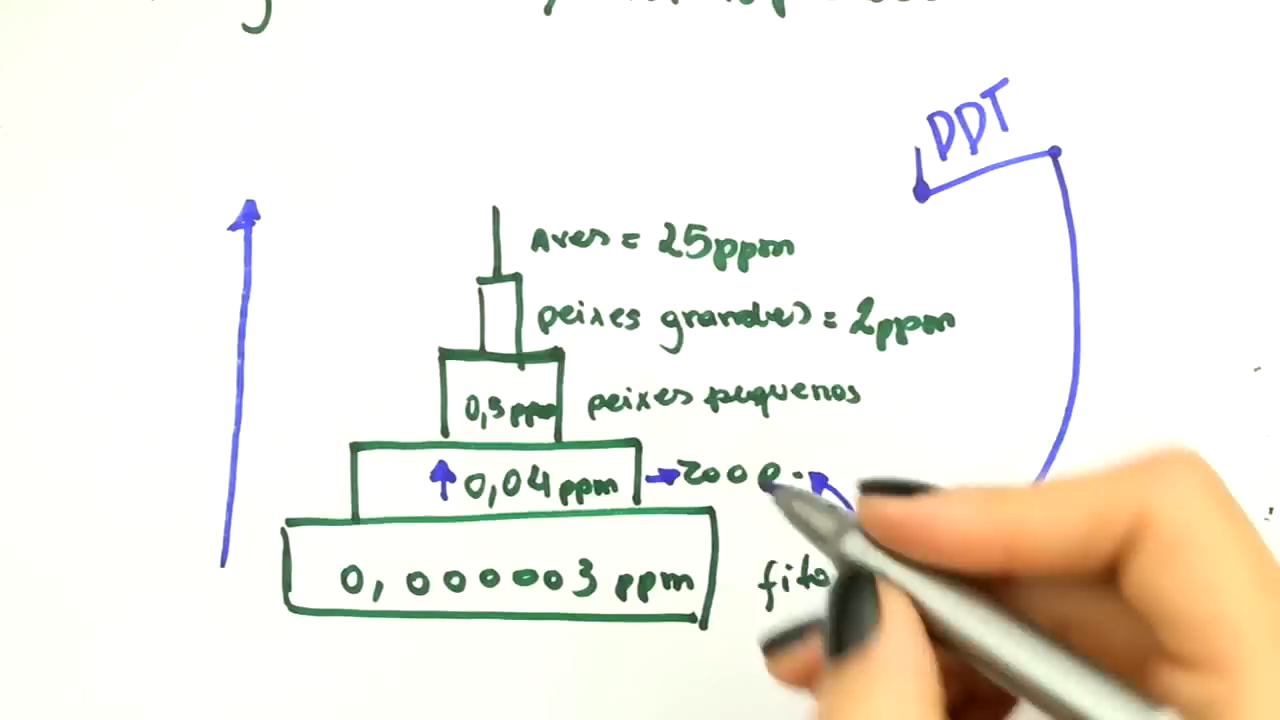 DDT
Aves = 25ppm
peixes grandes = 2ppm
0,5 ppm peixes pequenos
0,04 ppm → zoo
0,000003 ppm fito